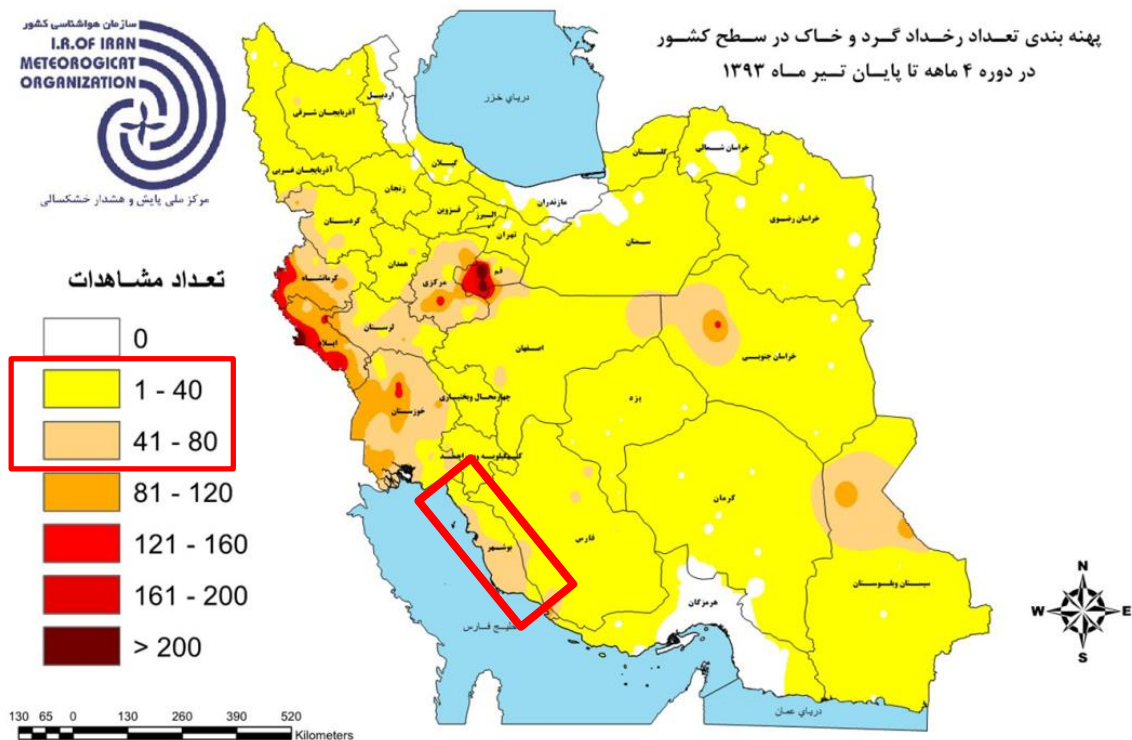 سازمان هواشناسی کشور
I.R.OF IRAN
METEOROGICAT
ORGANIZATION
مرکز ملی پایش و هشدار خشکسالی
پهنه بندی تعداد رخداد گرد و خاک در سطح کشور
در دوره ۴ ماهه تا پایان تیر ماه ۱۳۹۳
دریای خزر
اردبیل
آذربایجان شرقی
آذربایجان غربی
گیلان
زنجان
قزوین
البرز
تهران
مازندران
گلستان
خراسان شمالی
خراسان رضوی
سمنان
کردستان
همدان
کرمانشاه
مرکزی
قم
لرستان
ایلام
اصفهان
خراسان جنوبی
خوزستان
چهارمحال وبختیاری
یزد
کهگیلویه و بویراحمد
کرمان
فارس
بوشهر
سیستان وبلوچستان
هرمزگان
خلیج فارس
دریای عمان
تعداد مشاهدات
0
1 - 40
41 - 80
81 - 120
121 - 160
161 - 200
> 200
N
W
E
S
130 65 0 130 260 390 520
Kilometers